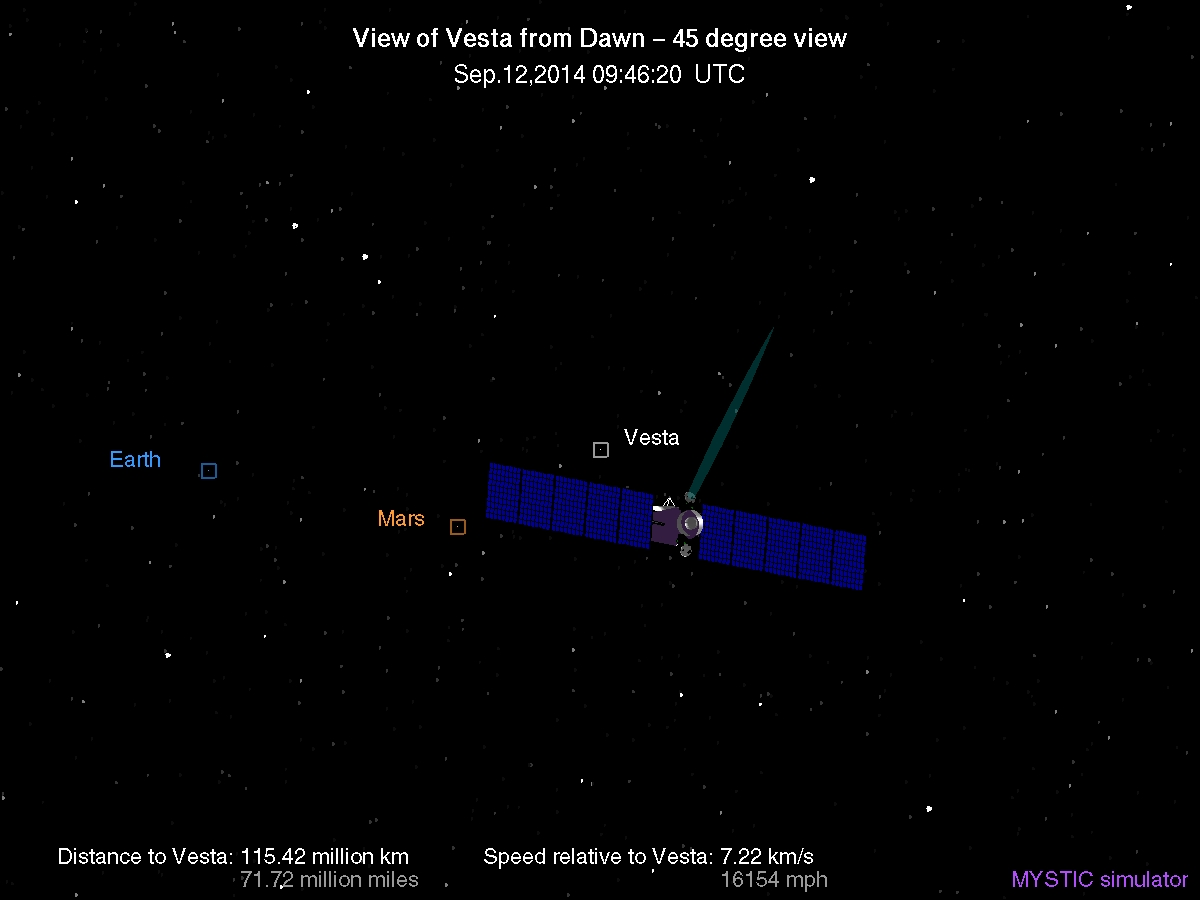 View of Vesta from Dawn – 45 degree view
Sep.12,2014 09:46:20 UTC
Vesta
Earth
Mars
Distance to Vesta: 115.42 million km
71.72 million miles
Speed relative to Vesta: 7.22 km/s
16154 mph
MYSTIC simulator